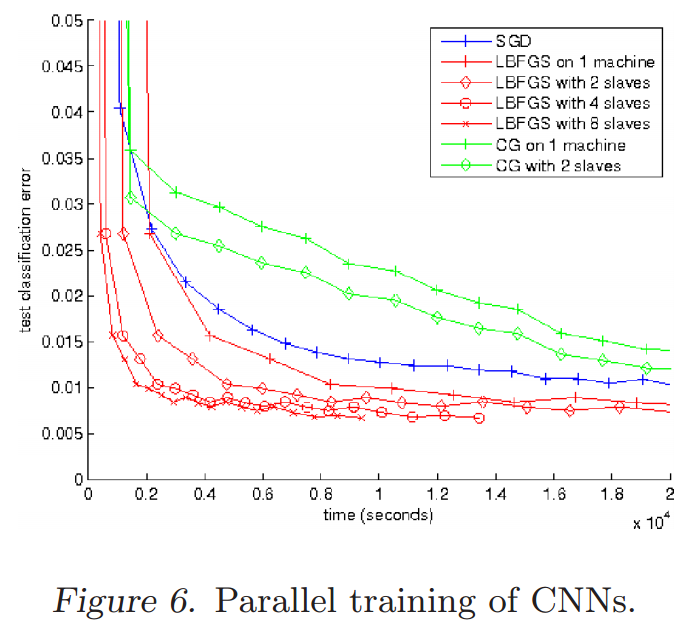 0.05
0.045
0.04
0.035
0.03
0.025
0.02
0.015
0.01
0.005
0
test classification error
SGD
LBFGS on 1 machine
LBFGS with 2 slaves
LBFGS with 4 slaves
LBFGS with 8 slaves
CG on 1 machine
CG with 2 slaves
0 0.2 0.4 0.6 0.8 1 1.2 1.4 1.6 1.8 2
time (seconds)
x 10⁴
Figure 6. Parallel training of CNNs.